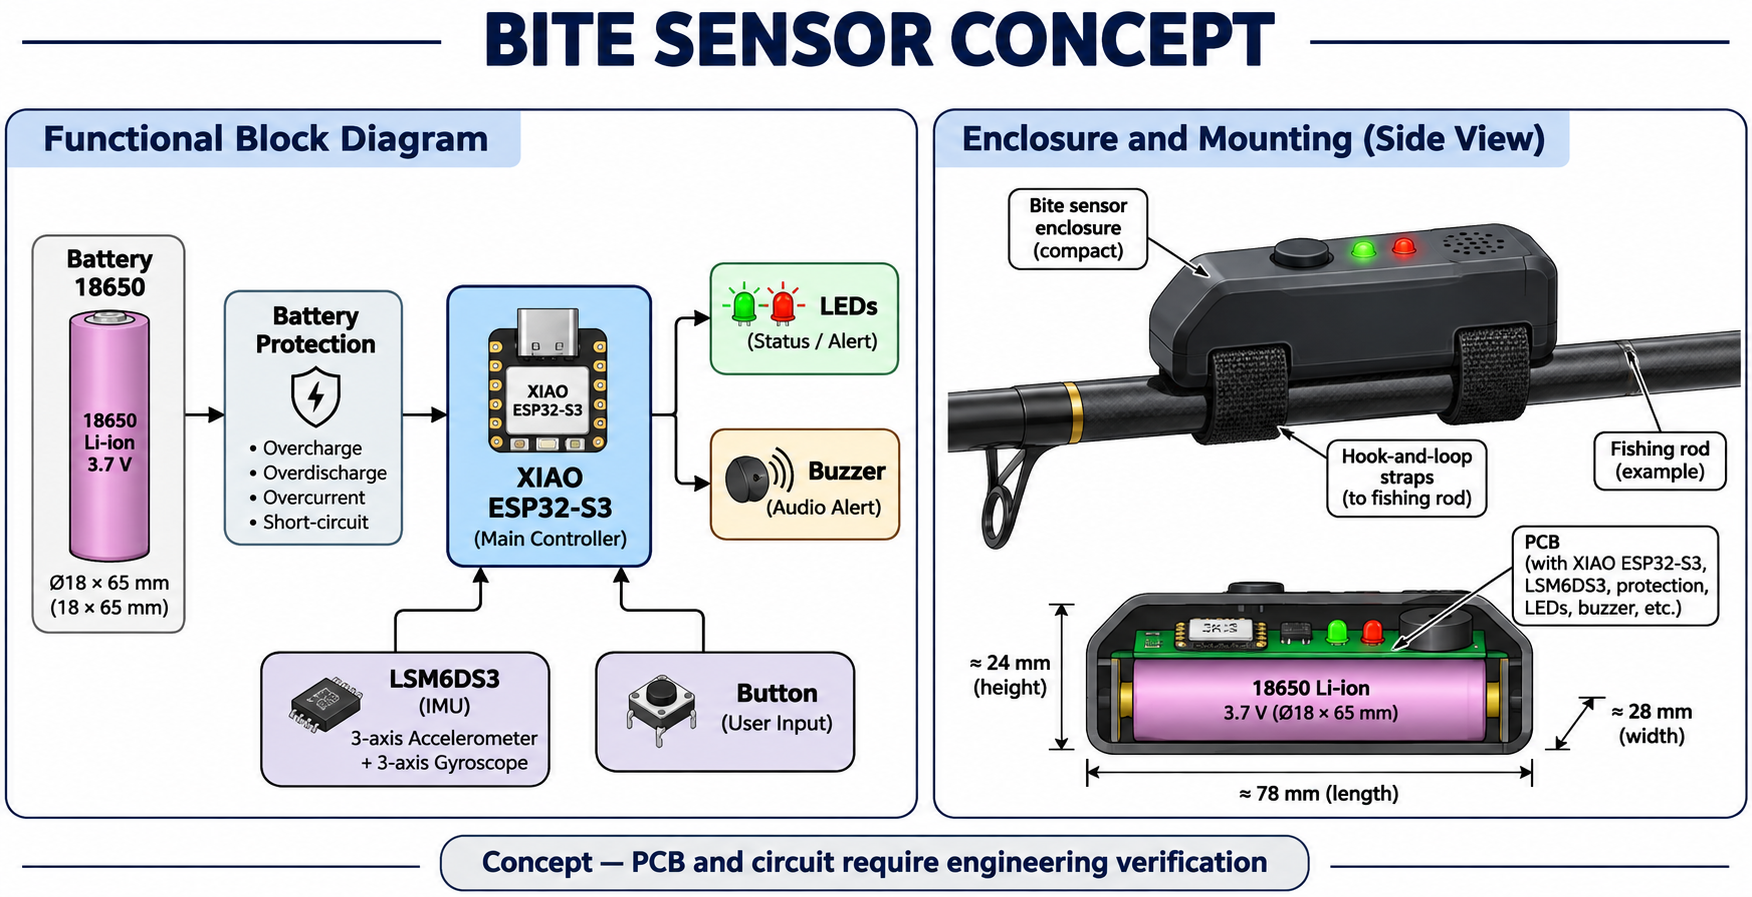 BITE SENSOR CONCEPT
Functional Block Diagram
Battery
18650
18650
Li-ion
3.7 V
Ø18 × 65 mm
(18 × 65 mm)
Battery
Protection
• Overcharge
• Overdischarge
• Overcurrent
• Short-circuit
XIAO
ESP32-S3
XIAO
ESP32-S3
(Main Controller)
LEDs
(Status / Alert)
Buzzer
(Audio Alert)
LSM6DS3
(IMU)
3-axis Accelerometer
+ 3-axis Gyroscope
Button
(User Input)
Enclosure and Mounting (Side View)
Bite sensor
enclosure
(compact)
Hook-and-loop
straps
(to fishing rod)
Fishing rod
(example)
PCB
(with XIAO ESP32-S3,
LSM6DS3, protection,
LEDs, buzzer, etc.)
≈ 24 mm
(height)
18650 Li-ion
3.7 V (Ø18 × 65 mm)
≈ 28 mm
(width)
≈ 78 mm (length)
Concept — PCB and circuit require engineering verification